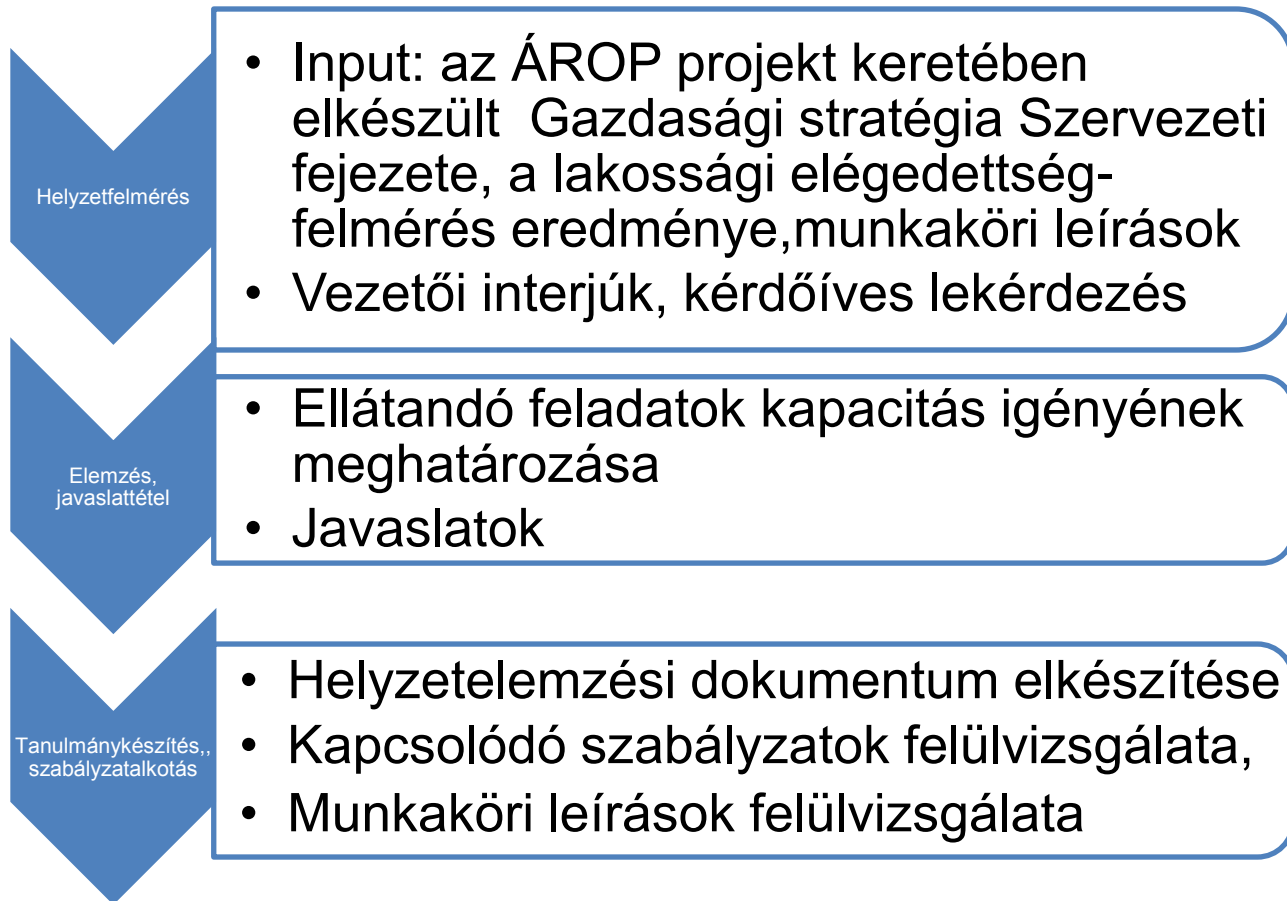 Helyzetfelmérés
• Input: az ÁROP projekt keretében
elkészült Gazdasági stratégia Szervezeti
fejezete, a lakossági elégedettség-
felmérés eredménye,munkaköri leírások
• Vezetői interjúk, kérdőíves lekérdezés
Elemzés,
javaslattétel
• Ellátandó feladatok kapacitás igényének
meghatározása
• Javaslatok
Tanulmánykészítés,,
szabályzatalkotás
• Helyzetelemzési dokumentum elkészítése
• Kapcsolódó szabályzatok felülvizsgálata,
• Munkaköri leírások felülvizsgálata